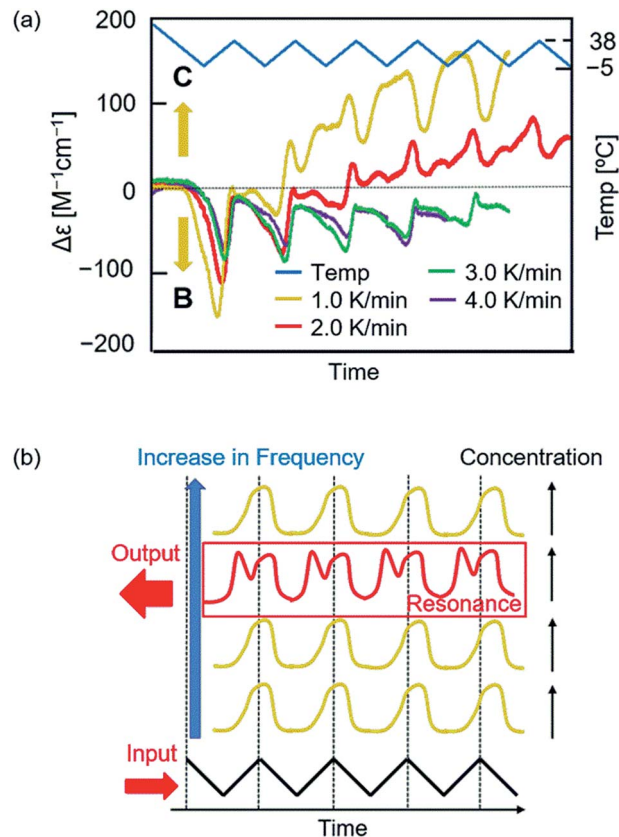 (a)
200
100
0
−100
−200
Δε [M⁻¹cm⁻¹]
C
B
38
−5
Temp [ºC]
Temp
1.0 K/min
2.0 K/min
3.0 K/min
4.0 K/min
Time
(b)
Increase in Frequency
Concentration
Output
Resonance
Input
Time